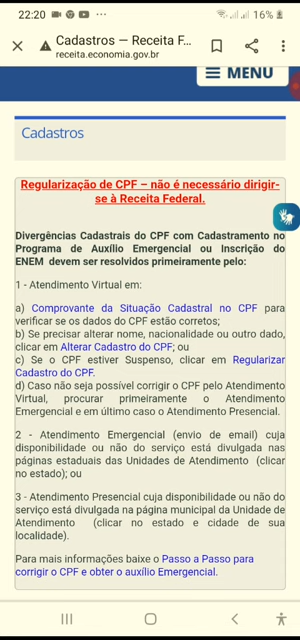 22:20 16%
Cadastros — Receita F...
receita.economia.gov.br
MENU
Cadastros
Regularização de CPF – não é necessário dirigir-
se à Receita Federal.
Divergências Cadastrais do CPF com Cadastramento no
Programa de Auxílio Emergencial ou Inscrição do
ENEM devem ser resolvidos primeiramente pelo:
1 - Atendimento Virtual em:
a) Comprovante da Situação Cadastral no CPF para
verificar se os dados do CPF estão corretos;
b) Se precisar alterar nome, nacionalidade ou outro dado,
clicar em Alterar Cadastro do CPF; ou
c) Se o CPF estiver Suspenso, clicar em Regularizar
Cadastro do CPF.
d) Caso não seja possível corrigir o CPF pelo Atendimento
Virtual, procurar primeiramente o Atendimento
Emergencial e em último caso o Atendimento Presencial.
2 - Atendimento Emergencial (envio de email) cuja
disponibilidade ou não do serviço está divulgada nas
páginas estaduais das Unidades de Atendimento (clicar
no estado); ou
3 - Atendimento Presencial cuja disponibilidade ou não do
serviço está divulgada na página municipal da Unidade de
Atendimento (clicar no estado e cidade de sua
localidade).
Para mais informações baixe o Passo a Passo para
corrigir o CPF e obter o auxílio Emergencial.